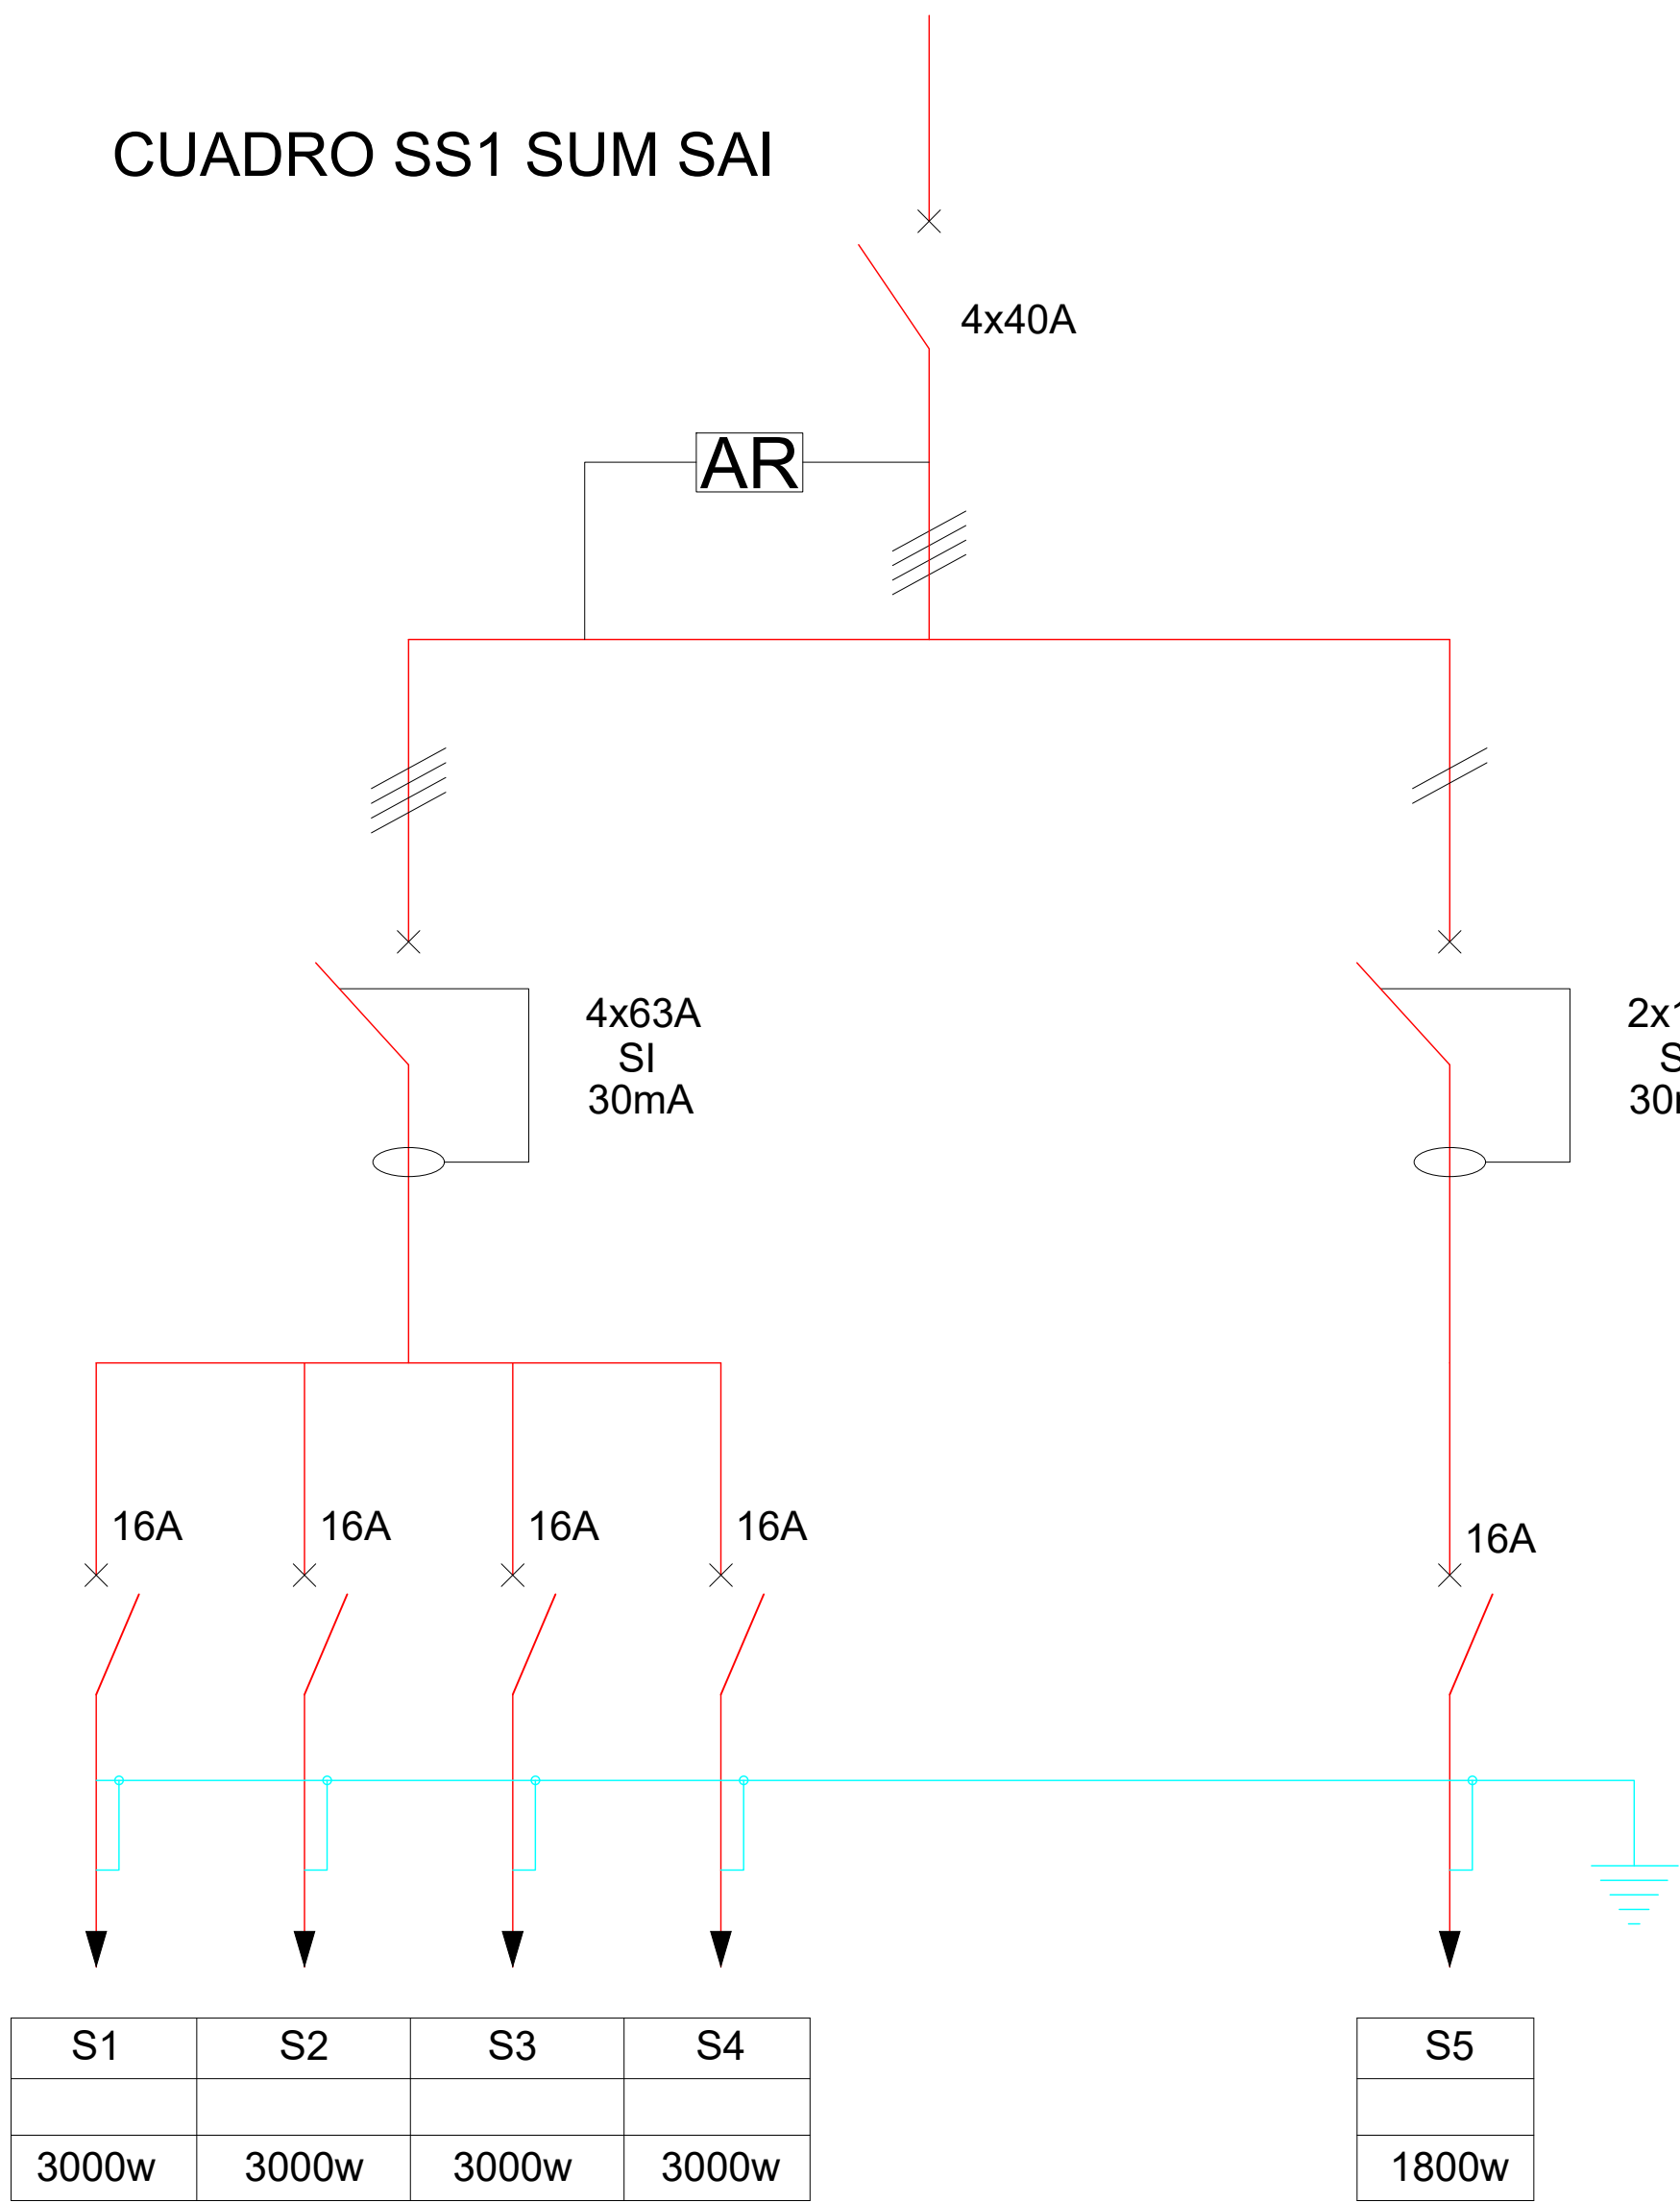 CUADRO SS1 SUM SAI
4x40A
AR
4x63A
SI
30mA
16A
16A
16A
16A
16A
S1
S2
S3
S4
S5
3000w
3000w
3000w
3000w
1800w